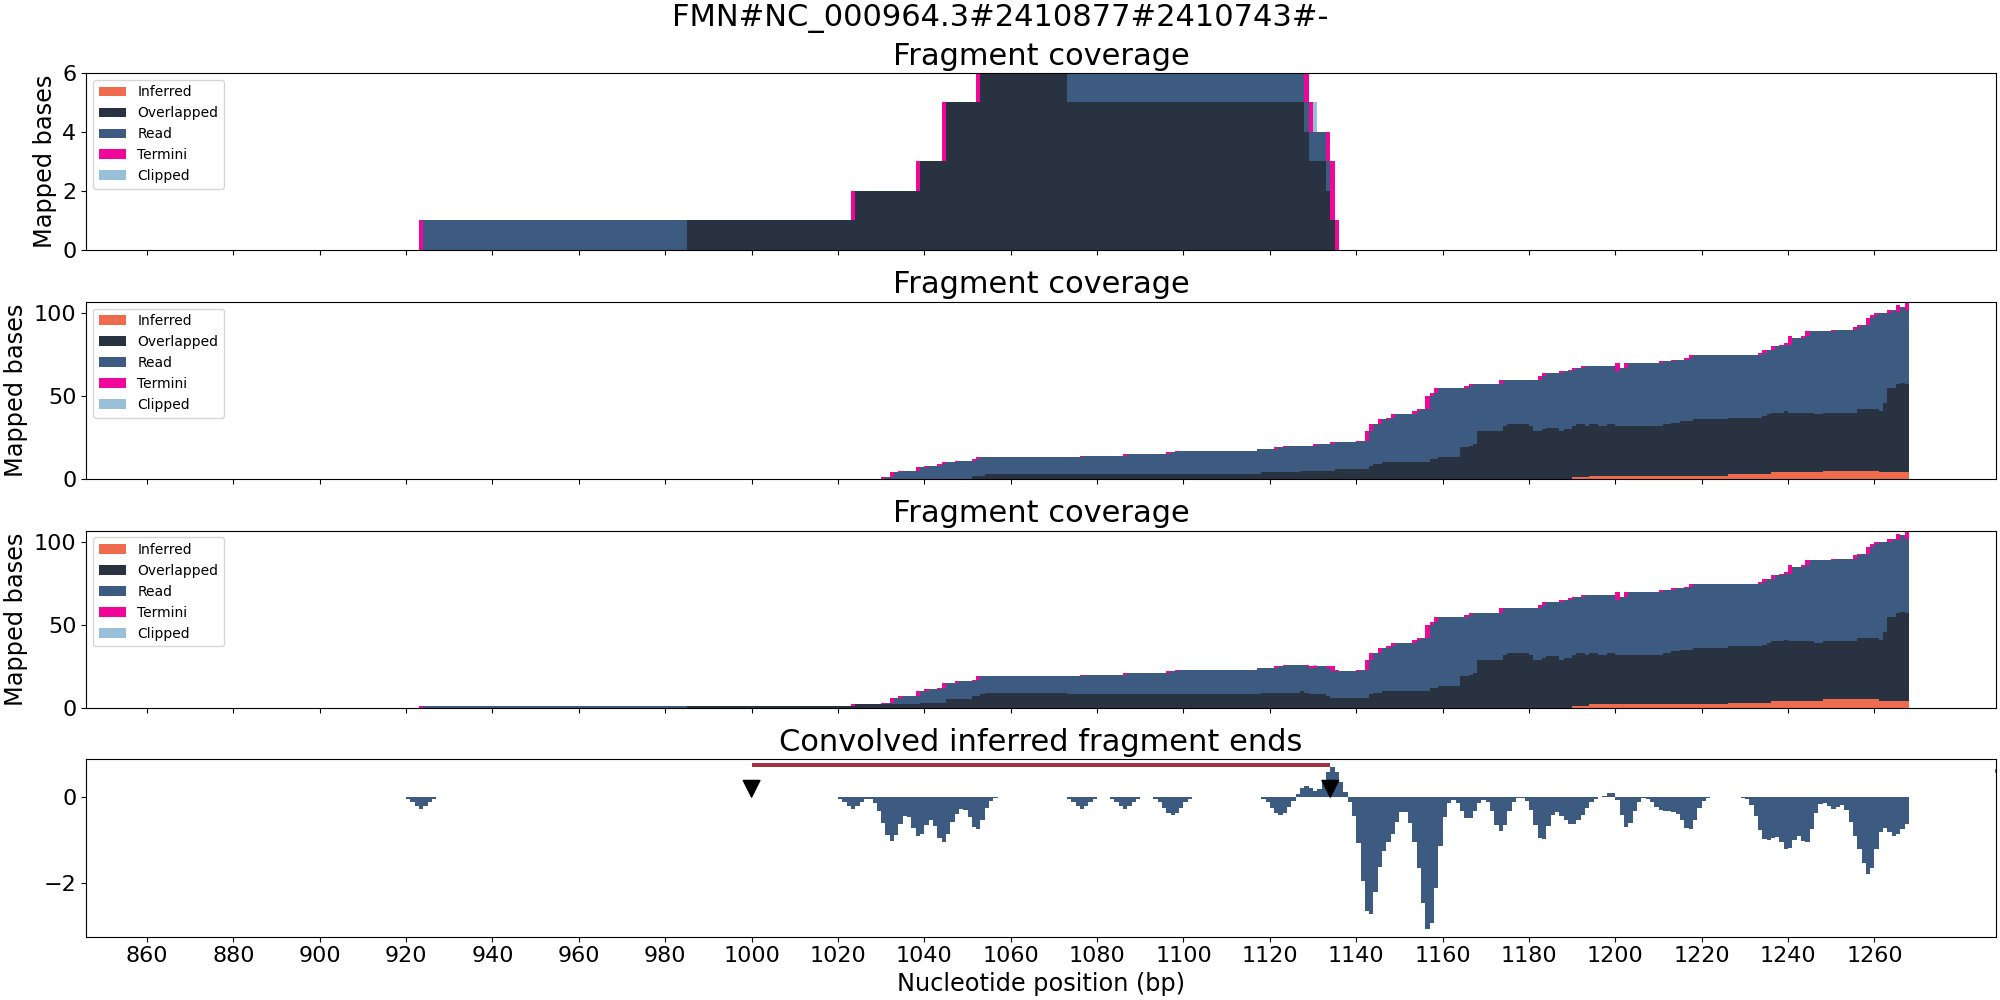 FMN#NC_000964.3#2410877#2410743#-
Fragment coverage
Mapped bases
6
4
2
0
Inferred
Overlapped
Read
Termini
Clipped
Fragment coverage
Mapped bases
100
50
0
Inferred
Overlapped
Read
Termini
Clipped
Fragment coverage
Mapped bases
100
50
0
Inferred
Overlapped
Read
Termini
Clipped
Convolved inferred fragment ends
0
−2
860 880 900 920 940 960 980 1000 1020 1040 1060 1080 1100 1120 1140 1160 1180 1200 1220 1240 1260
Nucleotide position (bp)